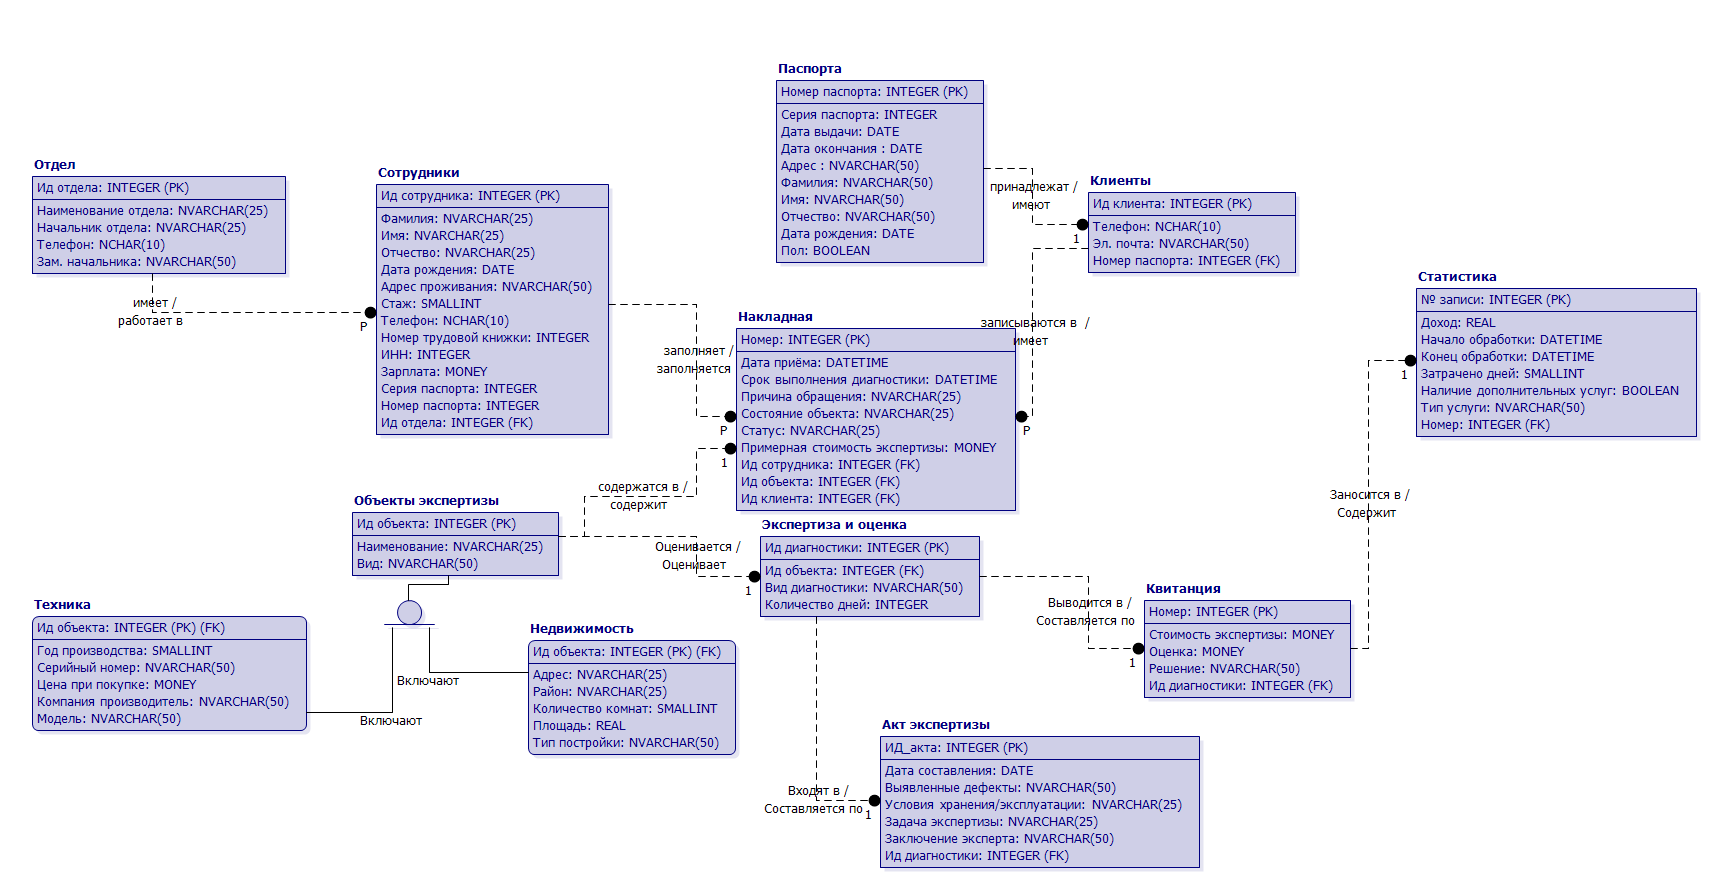 Паспорта
Номер паспорта: INTEGER (PK)
Серия паспорта: INTEGER
Дата выдачи: DATE
Дата окончания : DATE
Адрес : NVARCHAR(50)
Фамилия: NVARCHAR(50)
Имя: NVARCHAR(50)
Отчество: NVARCHAR(50)
Дата рождения: DATE
Пол: BOOLEAN
принадлежат /
имеют
1
Клиенты
Ид клиента: INTEGER (PK)
Телефон: NCHAR(10)
Эл. почта: NVARCHAR(50)
Номер паспорта: INTEGER (FK)
Отдел
Ид отдела: INTEGER (PK)
Наименование отдела: NVARCHAR(25)
Начальник отдела: NVARCHAR(25)
Телефон: NCHAR(10)
Зам. начальника: NVARCHAR(50)
имеет /
работает в
P
Сотрудники
Ид сотрудника: INTEGER (PK)
Фамилия: NVARCHAR(25)
Имя: NVARCHAR(25)
Отчество: NVARCHAR(25)
Дата рождения: DATE
Адрес проживания: NVARCHAR(50)
Стаж: SMALLINT
Телефон: NCHAR(10)
Номер трудовой книжки: INTEGER
ИНН: INTEGER
Зарплата: MONEY
Серия паспорта: INTEGER
Номер паспорта: INTEGER
Ид отдела: INTEGER (FK)
заполняет /
заполняется
P
Накладная
Номер: INTEGER (PK)
Дата приёма: DATETIME
Срок выполнения диагностики: DATETIME
Причина обращения: NVARCHAR(25)
Состояние объекта: NVARCHAR(25)
Статус: NVARCHAR(25)
Примерная стоимость экспертизы: MONEY
Ид сотрудника: INTEGER (FK)
Ид объекта: INTEGER (FK)
Ид клиента: INTEGER (FK)
записываются в /
имеет
P
Статистика
№ записи: INTEGER (PK)
Доход: REAL
Начало обработки: DATETIME
Конец обработки: DATETIME
Затрачено дней: SMALLINT
Наличие дополнительных услуг: BOOLEAN
Тип услуги: NVARCHAR(50)
Номер: INTEGER (FK)
1
Заносится в /
Содержит
содержатся в /
содержит
1
Объекты экспертизы
Ид объекта: INTEGER (PK)
Наименование: NVARCHAR(25)
Вид: NVARCHAR(50)
Оценивается /
Оценивает
1
Экспертиза и оценка
Ид диагностики: INTEGER (PK)
Ид объекта: INTEGER (FK)
Вид диагностики: NVARCHAR(50)
Количество дней: INTEGER
Выводится в /
Составляется по
1
Квитанция
Номер: INTEGER (PK)
Стоимость экспертизы: MONEY
Оценка: MONEY
Решение: NVARCHAR(50)
Ид диагностики: INTEGER (FK)
Техника
Ид объекта: INTEGER (PK) (FK)
Год производства: SMALLINT
Серийный номер: NVARCHAR(50)
Цена при покупке: MONEY
Компания производитель: NVARCHAR(50)
Модель: NVARCHAR(50)
Включают
Включают
Недвижимость
Ид объекта: INTEGER (PK) (FK)
Адрес: NVARCHAR(25)
Район: NVARCHAR(25)
Количество комнат: SMALLINT
Площадь: REAL
Тип постройки: NVARCHAR(50)
Входят в /
Составляется по
1
Акт экспертизы
ИД_акта: INTEGER (PK)
Дата составления: DATE
Выявленные дефекты: NVARCHAR(50)
Условия хранения/эксплуатации: NVARCHAR(25)
Задача экспертизы: NVARCHAR(25)
Заключение эксперта: NVARCHAR(50)
Ид диагностики: INTEGER (FK)